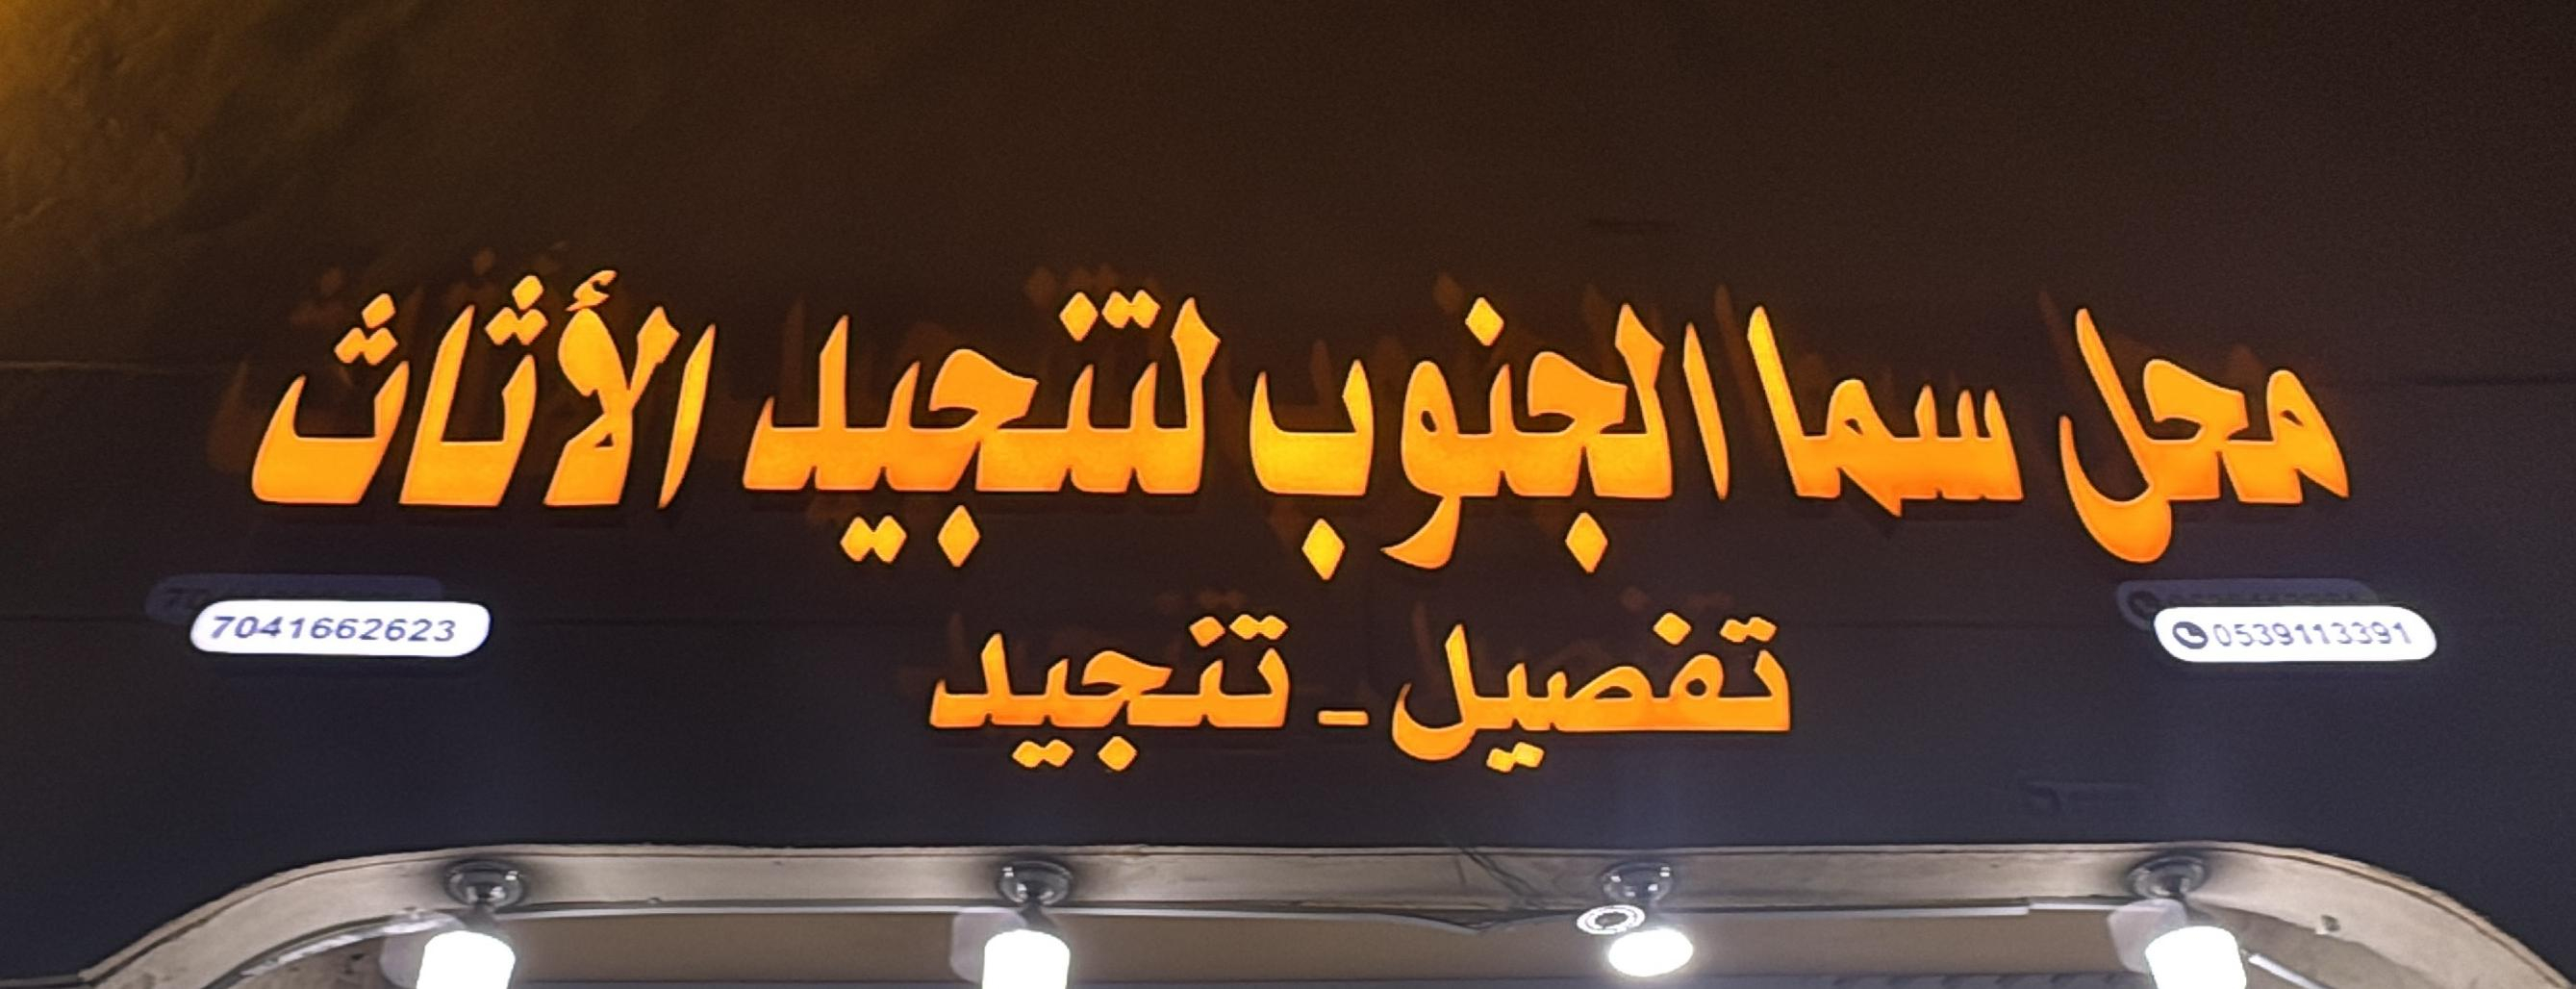 محل سما الجنوب لتنجيد الأثاث
0539113391
7041662623
تفصيل - تنجيد